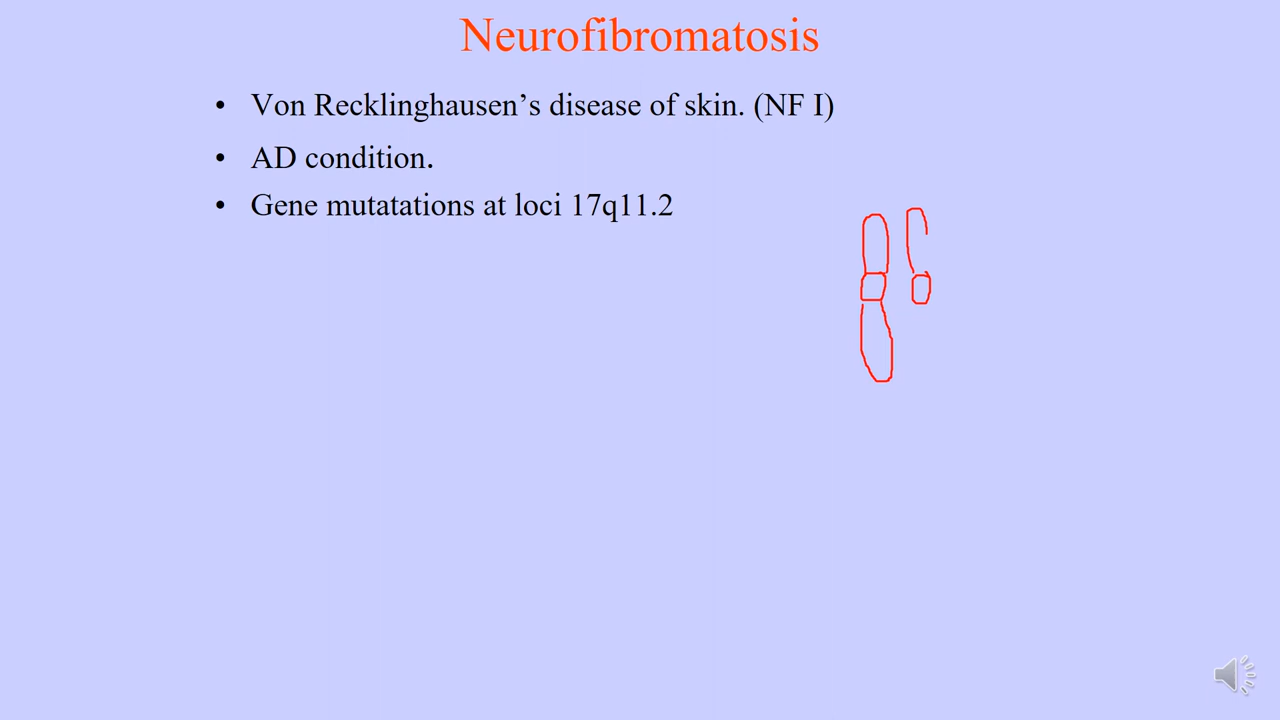 Neurofibromatosis
• Von Recklinghausen’s disease of skin. (NF I)
• AD condition.
• Gene mutatations at loci 17q11.2